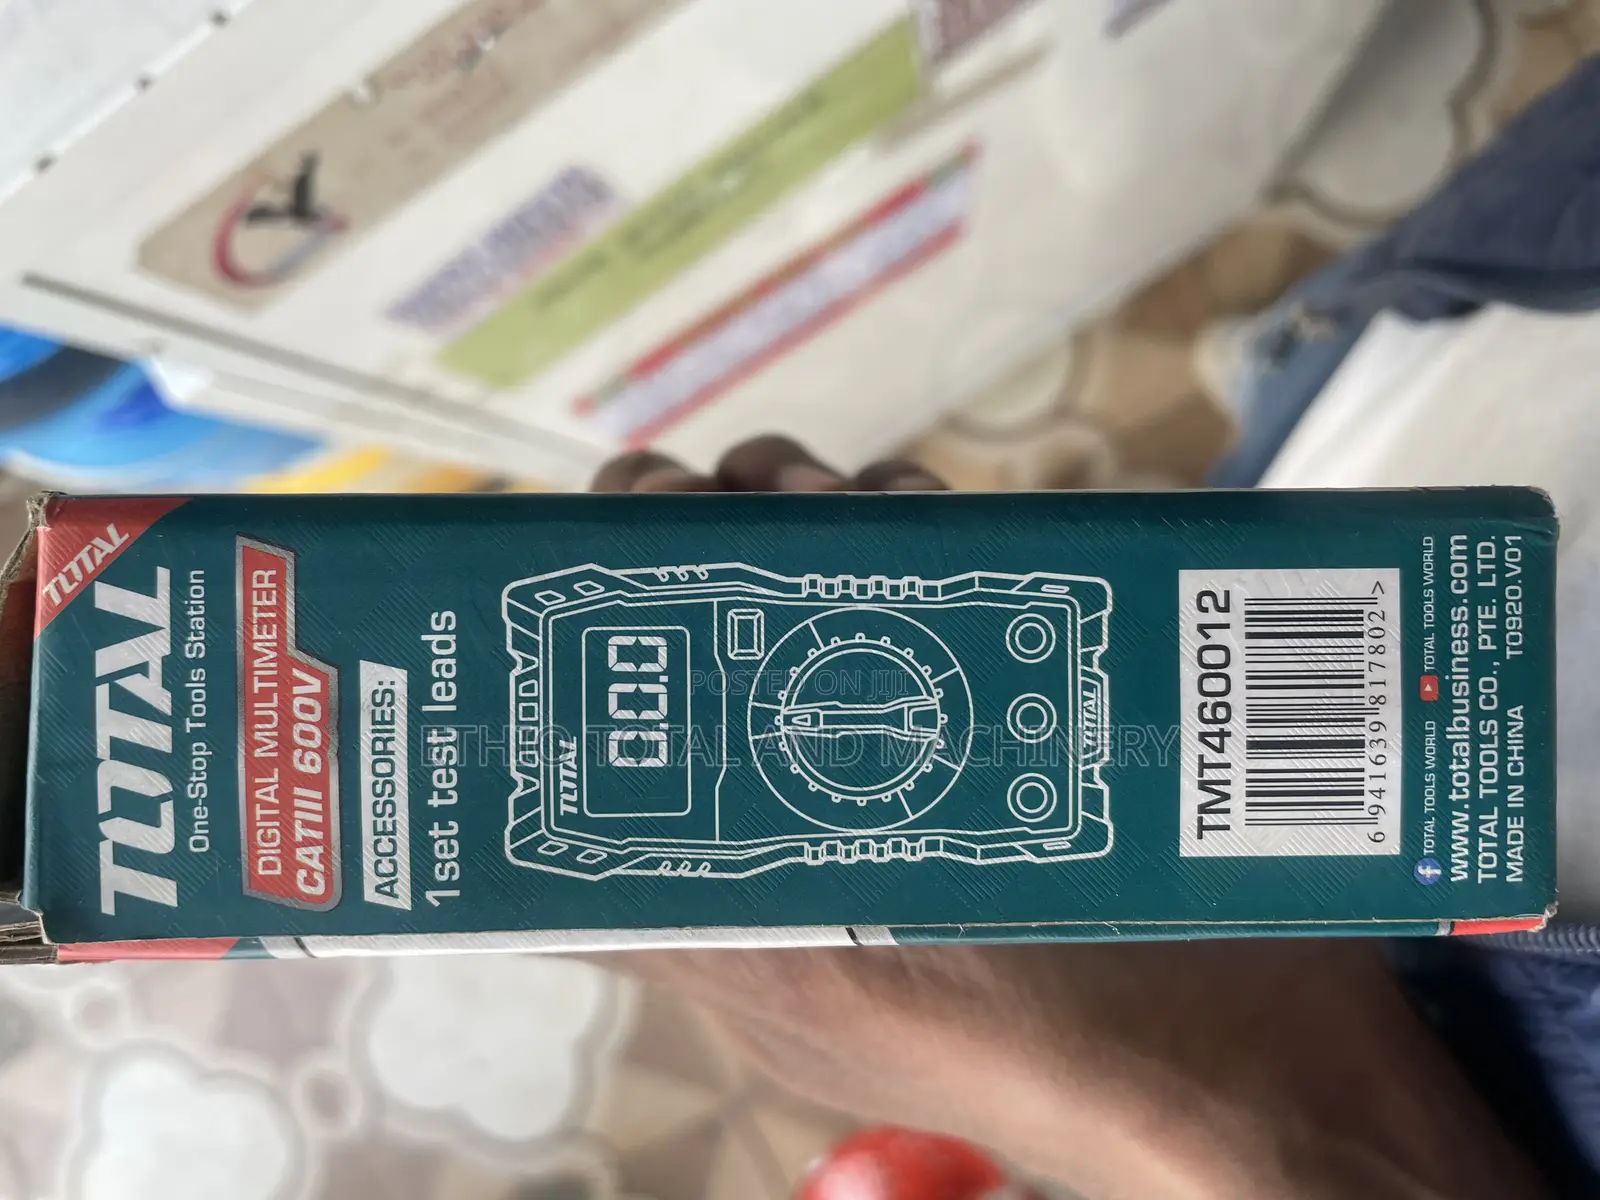 TOTAL
TOTAL
One-Stop Tools Station
DIGITAL MULTIMETER
CATIII 600V
ACCESSORIES:
1set test leads
TOTAL
00.0
TOTAL
POSTER ON JIJI
ETHIO TOTAL AND MACHINERY
TMT460012
6 941639 817802 >
TOTAL TOOLS WORLD TOTAL TOOLS WORLD
www.totalbusiness.com
TOTAL TOOLS CO., PTE. LTD.
MADE IN CHINA T0920.V01